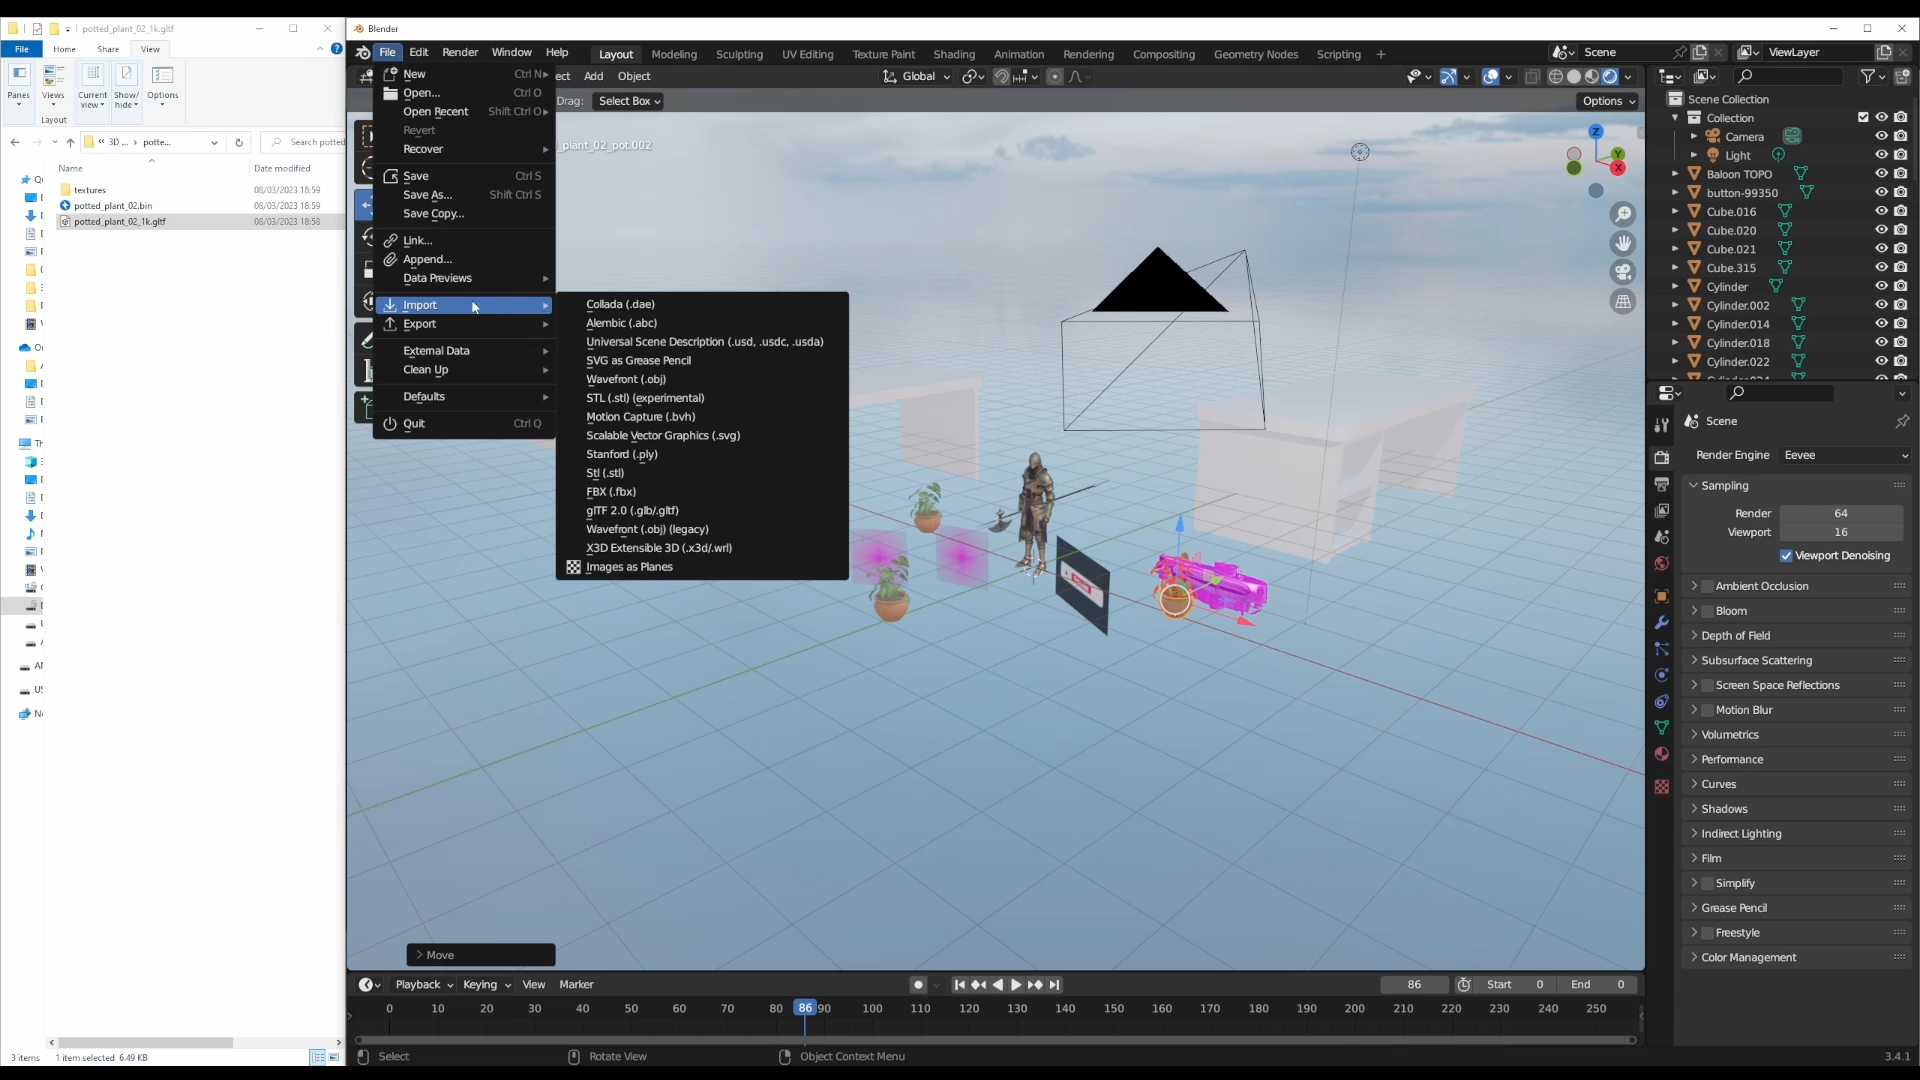 potted_plant_02_1k.gltf
File Home Share View
Panes Views Current view Show/hide Options
Layout
« 3D ... › potte...
Search potted
Name Date modified
textures 08/03/2023 18:59
potted_plant_02.bin 08/03/2023 18:59
potted_plant_02_1k.gltf 08/03/2023 18:58
3 items 1 item selected 6.49 KB
Blender
File Edit Render Window Help Layout Modeling Sculpting UV Editing Texture Paint Shading Animation Rendering Compositing Geometry Nodes Scripting + Scene ViewLayer
ect Add Object Global
Drag: Select Box Options
_plant_02_pot.002
New Ctrl N
Open... Ctrl O
Open Recent Shift Ctrl O
Revert
Recover
Save Ctrl S
Save As... Shift Ctrl S
Save Copy...
Link...
Append...
Data Previews
Import
Export
External Data
Clean Up
Defaults
Quit Ctrl Q
Collada (.dae)
Alembic (.abc)
Universal Scene Description (.usd, .usdc, .usda)
SVG as Grease Pencil
Wavefront (.obj)
STL (.stl) (experimental)
Motion Capture (.bvh)
Scalable Vector Graphics (.svg)
Stanford (.ply)
Stl (.stl)
FBX (.fbx)
glTF 2.0 (.glb/.gltf)
Wavefront (.obj) (legacy)
X3D Extensible 3D (.x3d/.wrl)
Images as Planes
Z
Y
X
Move
Scene Collection
Collection
Camera
Light
Baloon TOPO
button-99350
Cube.016
Cube.020
Cube.021
Cube.315
Cylinder
Cylinder.002
Cylinder.014
Cylinder.018
Cylinder.022
Scene
Render Engine Eevee
Sampling
Render 64
Viewport 16
Viewport Denoising
Ambient Occlusion
Bloom
Depth of Field
Subsurface Scattering
Screen Space Reflections
Motion Blur
Volumetrics
Performance
Curves
Shadows
Indirect Lighting
Film
Simplify
Grease Pencil
Freestyle
Color Management
Playback Keying View Marker 86 Start 0 End 0
0 10 20 30 40 50 60 70 80 86 90 100 110 120 130 140 150 160 170 180 190 200 210 220 230 240 250
Select Rotate View Object Context Menu 3.4.1